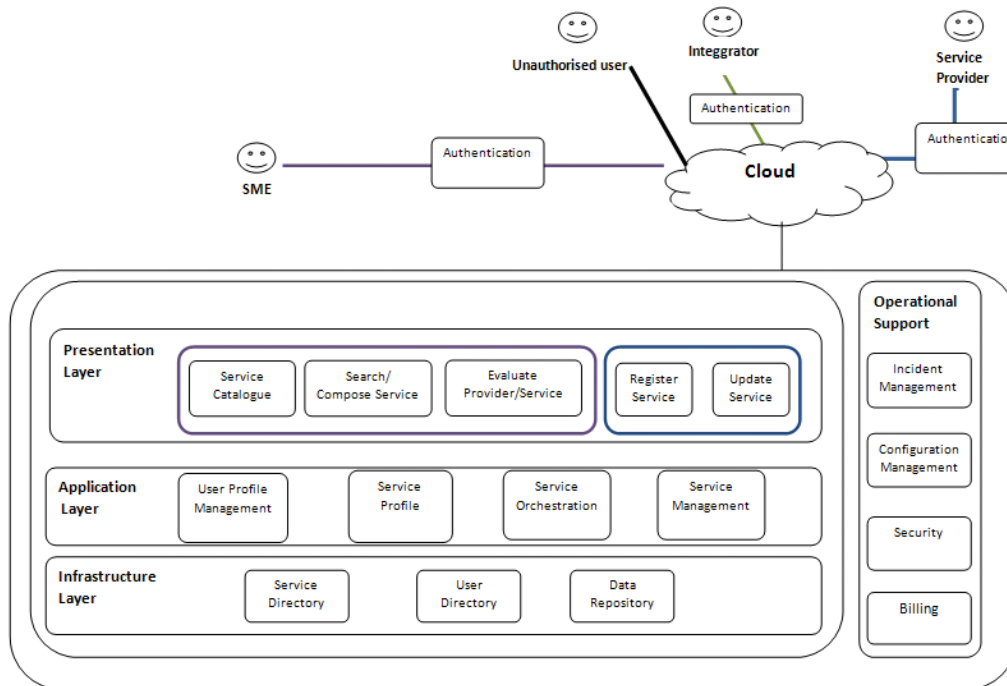 Unauthorised user
Integgrator
Service
Provider
Authentication
Authentication
Authentication
SME
Cloud
Operational
Support
Presentation
Layer
Service
Catalogue
Search/
Compose Service
Evaluate
Provider/Service
Register
Service
Update
Service
Incident
Management
Application
Layer
User Profile
Management
Service
Profile
Service
Orchestration
Service
Management
Configuration
Management
Security
Infrastructure
Layer
Service
Directory
User
Directory
Data
Repository
Billing